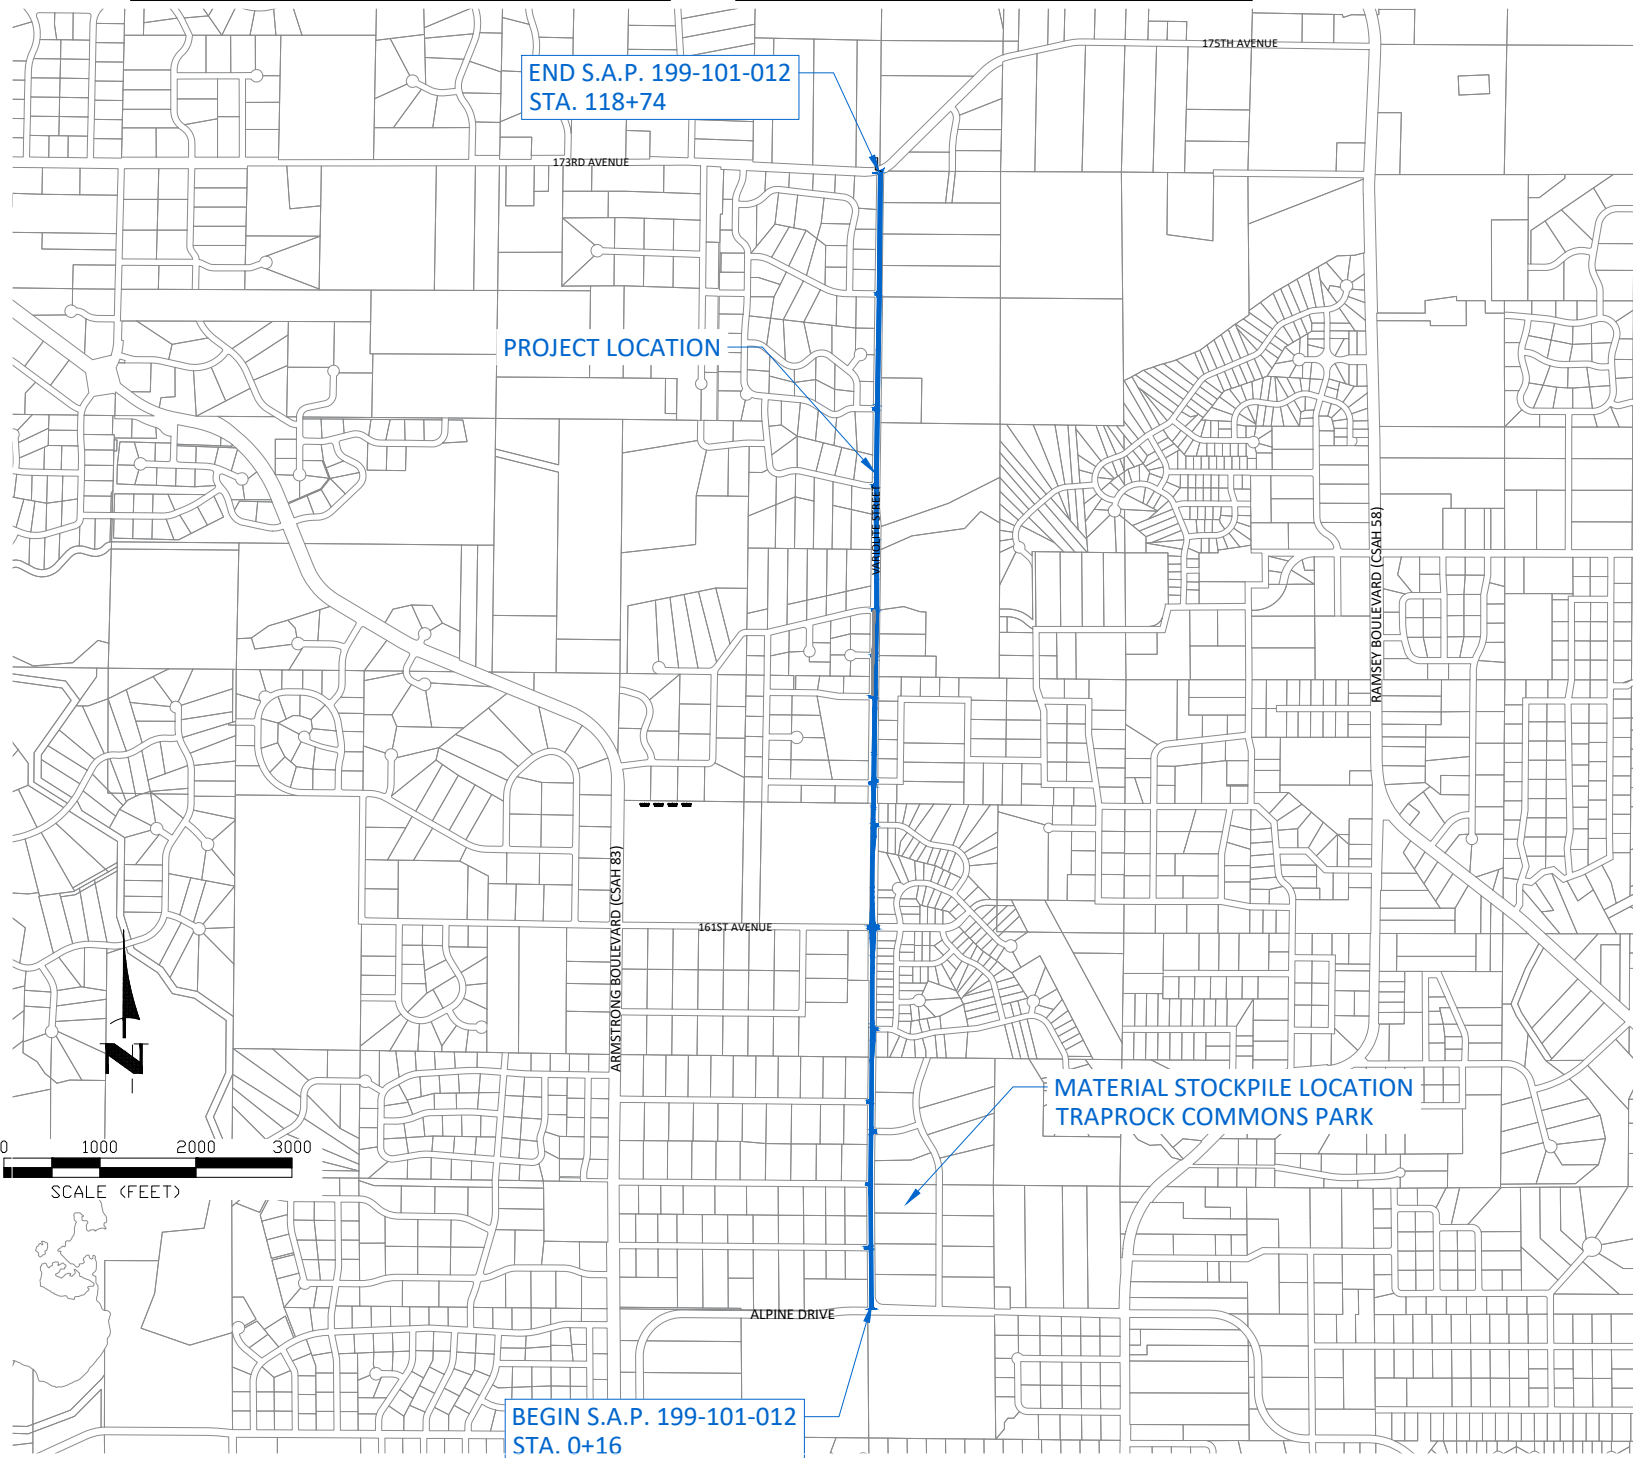 175TH AVENUE
END S.A.P. 199-101-012
STA. 118+74
173RD AVENUE
PROJECT LOCATION
VARIOLITE STREET
RAMSEY BOULEVARD (CSAH 58)
ARMSTRONG BOULEVARD (CSAH 83)
161ST AVENUE
N
MATERIAL STOCKPILE LOCATION
TRAPROCK COMMONS PARK
0 1000 2000 3000
SCALE (FEET)
ALPINE DRIVE
BEGIN S.A.P. 199-101-012
STA. 0+16